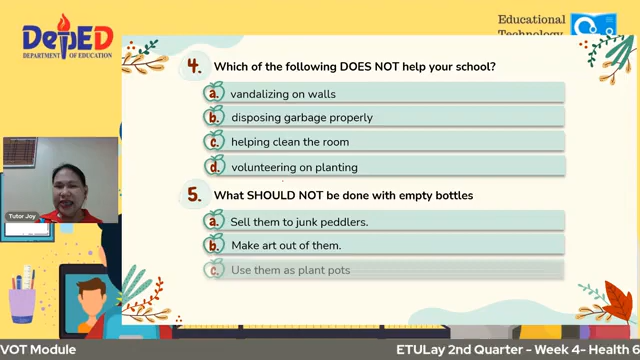 DepED
DEPARTMENT OF EDUCATION
Educational
Technology
4. Which of the following DOES NOT help your school?
a. vandalizing on walls
b. disposing garbage properly
c. helping clean the room
d. volunteering on planting
5. What SHOULD NOT be done with empty bottles
a. Sell them to junk peddlers.
b. Make art out of them.
c. Use them as plant pots
Tutor Joy
VOT Module
ETULay 2nd Quarter - Week 4- Health 6